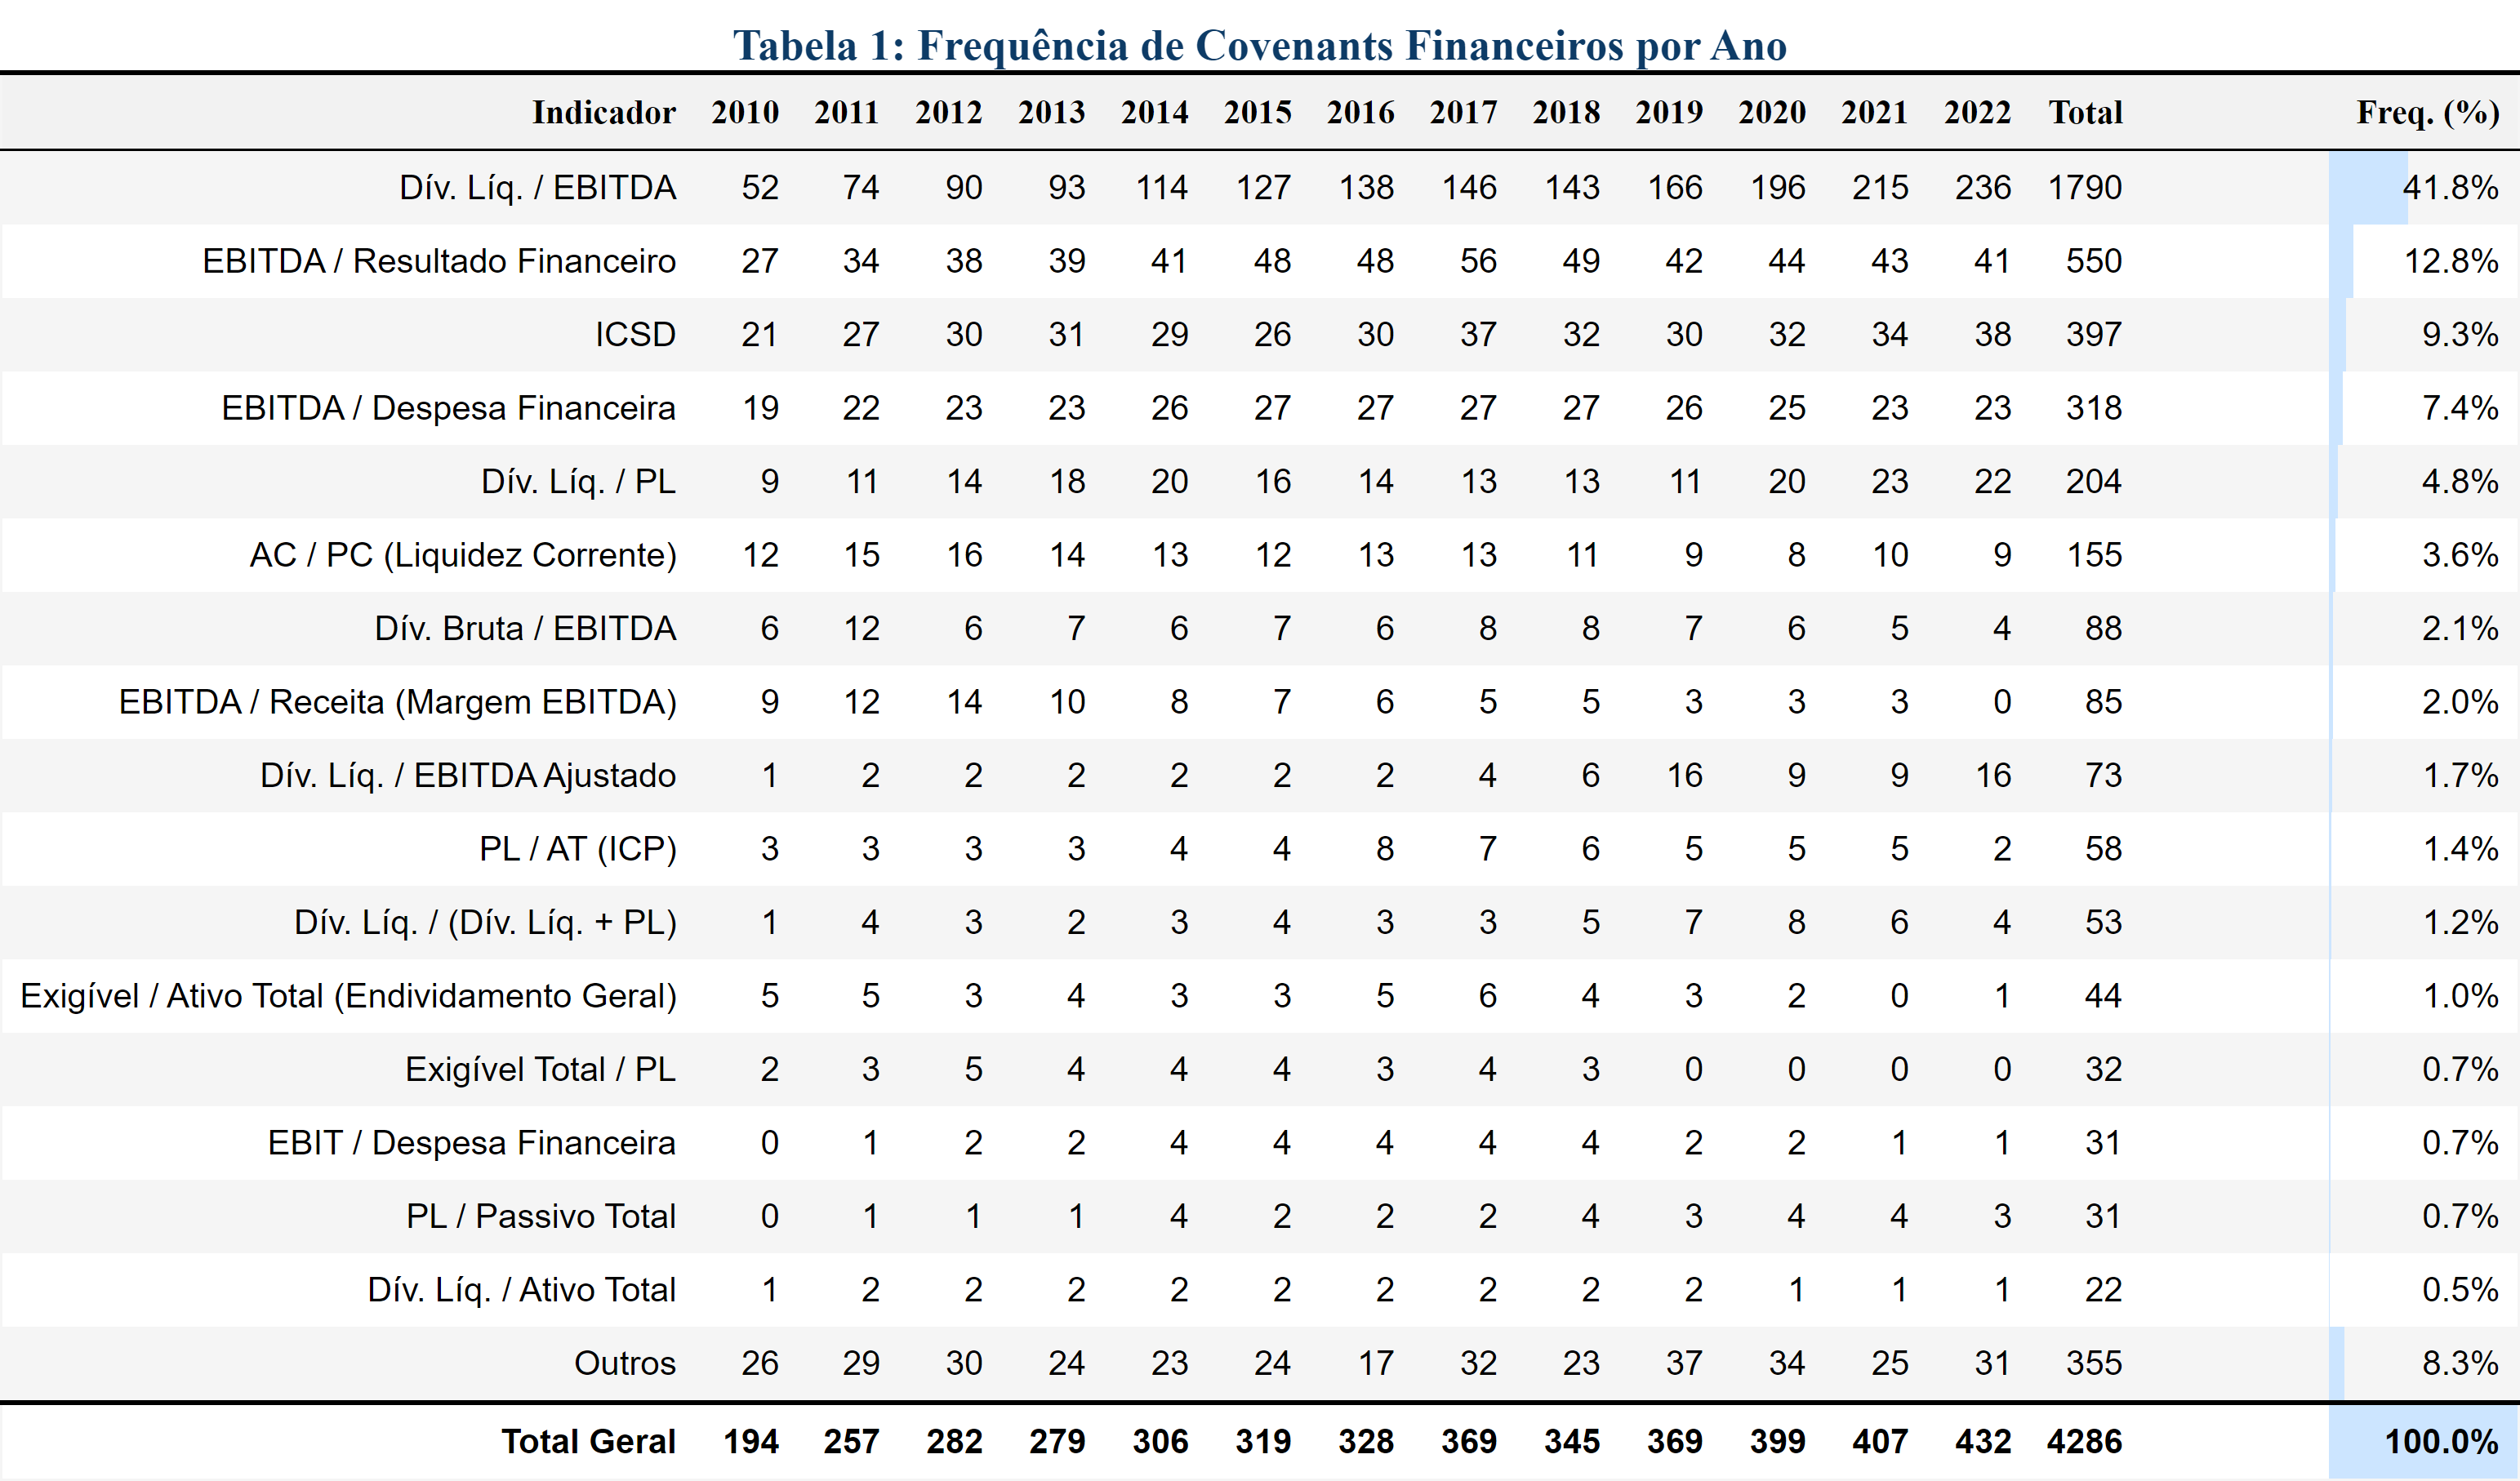 Tabela 1: Frequência de Covenants Financeiros por Ano
Indicador 2010 2011 2012 2013 2014 2015 2016 2017 2018 2019 2020 2021 2022 Total Freq. (%)
Dív. Líq. / EBITDA 52 74 90 93 114 127 138 146 143 166 196 215 236 1790 41.8%
EBITDA / Resultado Financeiro 27 34 38 39 41 48 48 56 49 42 44 43 41 550 12.8%
ICSD 21 27 30 31 29 26 30 37 32 30 32 34 38 397 9.3%
EBITDA / Despesa Financeira 19 22 23 23 26 27 27 27 27 26 25 23 23 318 7.4%
Dív. Líq. / PL 9 11 14 18 20 16 14 13 13 11 20 23 22 204 4.8%
AC / PC (Liquidez Corrente) 12 15 16 14 13 12 13 13 11 9 8 10 9 155 3.6%
Dív. Bruta / EBITDA 6 12 6 7 6 7 6 8 8 7 6 5 4 88 2.1%
EBITDA / Receita (Margem EBITDA) 9 12 14 10 8 7 6 5 5 3 3 3 0 85 2.0%
Dív. Líq. / EBITDA Ajustado 1 2 2 2 2 2 2 4 6 16 9 9 16 73 1.7%
PL / AT (ICP) 3 3 3 3 4 4 8 7 6 5 5 5 2 58 1.4%
Dív. Líq. / (Dív. Líq. + PL) 1 4 3 2 3 4 3 3 5 7 8 6 4 53 1.2%
Exigível / Ativo Total (Endividamento Geral) 5 5 3 4 3 3 5 6 4 3 2 0 1 44 1.0%
Exigível Total / PL 2 3 5 4 4 4 3 4 3 0 0 0 0 32 0.7%
EBIT / Despesa Financeira 0 1 2 2 4 4 4 4 4 2 2 1 1 31 0.7%
PL / Passivo Total 0 1 1 1 4 2 2 2 4 3 4 4 3 31 0.7%
Dív. Líq. / Ativo Total 1 2 2 2 2 2 2 2 2 2 1 1 1 22 0.5%
Outros 26 29 30 24 23 24 17 32 23 37 34 25 31 355 8.3%
Total Geral 194 257 282 279 306 319 328 369 345 369 399 407 432 4286 100.0%